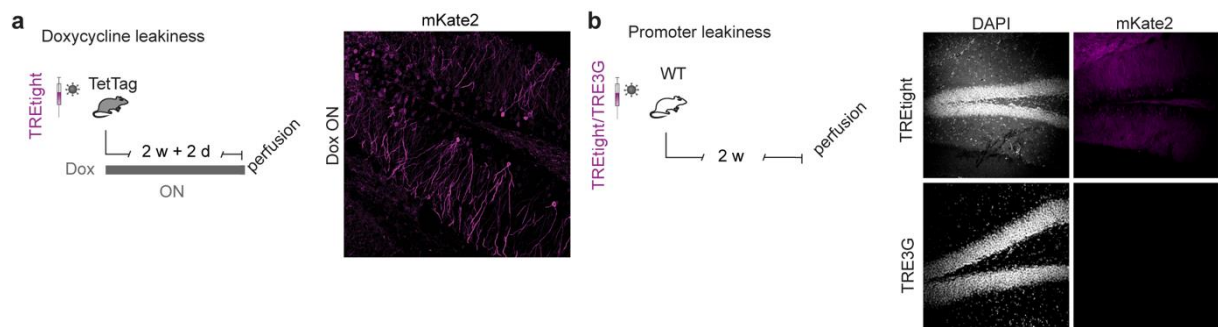 a
Doxycycline leakiness
TREtight
TetTag
2 w + 2 d
perfusion
Dox
ON
mKate2
Dox ON
b
Promoter leakiness
TREtight/TRE3G
WT
2 w
perfusion
DAPI
mKate2
TREtight
TRE3G